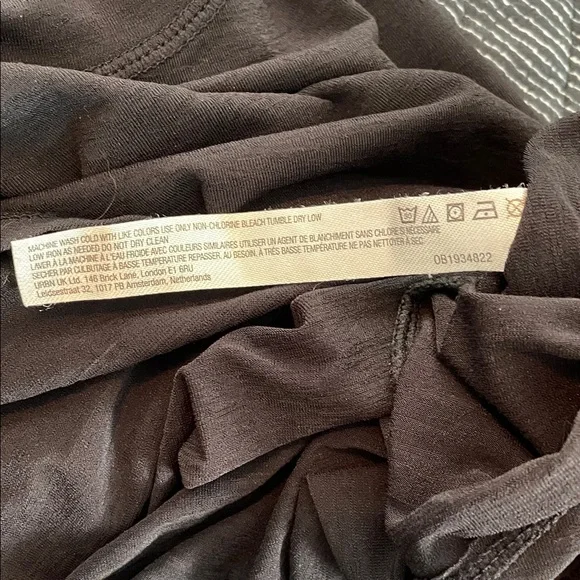 MACHINE WASH COLD WITH LIKE COLORS USE ONLY NON-CHLORINE BLEACH TUMBLE DRY LOW
LOW IRON AS NEEDED DO NOT DRY CLEAN
LAVER À LA MACHINE À L'EAU FROIDE AVEC COULEURS SIMILAIRES UTILISER UN AGENT DE BLANCHIMENT SANS CHLORE SI NÉCESSAIRE
SÉCHER PAR CULBUTAGE À BASSE TEMPÉRATURE REPASSER. AU BESOIN, À TRÈS BASSE TEMPÉRATURE NE PAS NETTOYER À SEC
URBN UK Ltd. 146 Brick Lane, London E1 6RU
Leidsestraat 32, 1017 PB Amsterdam, Netherlands
OB1934822